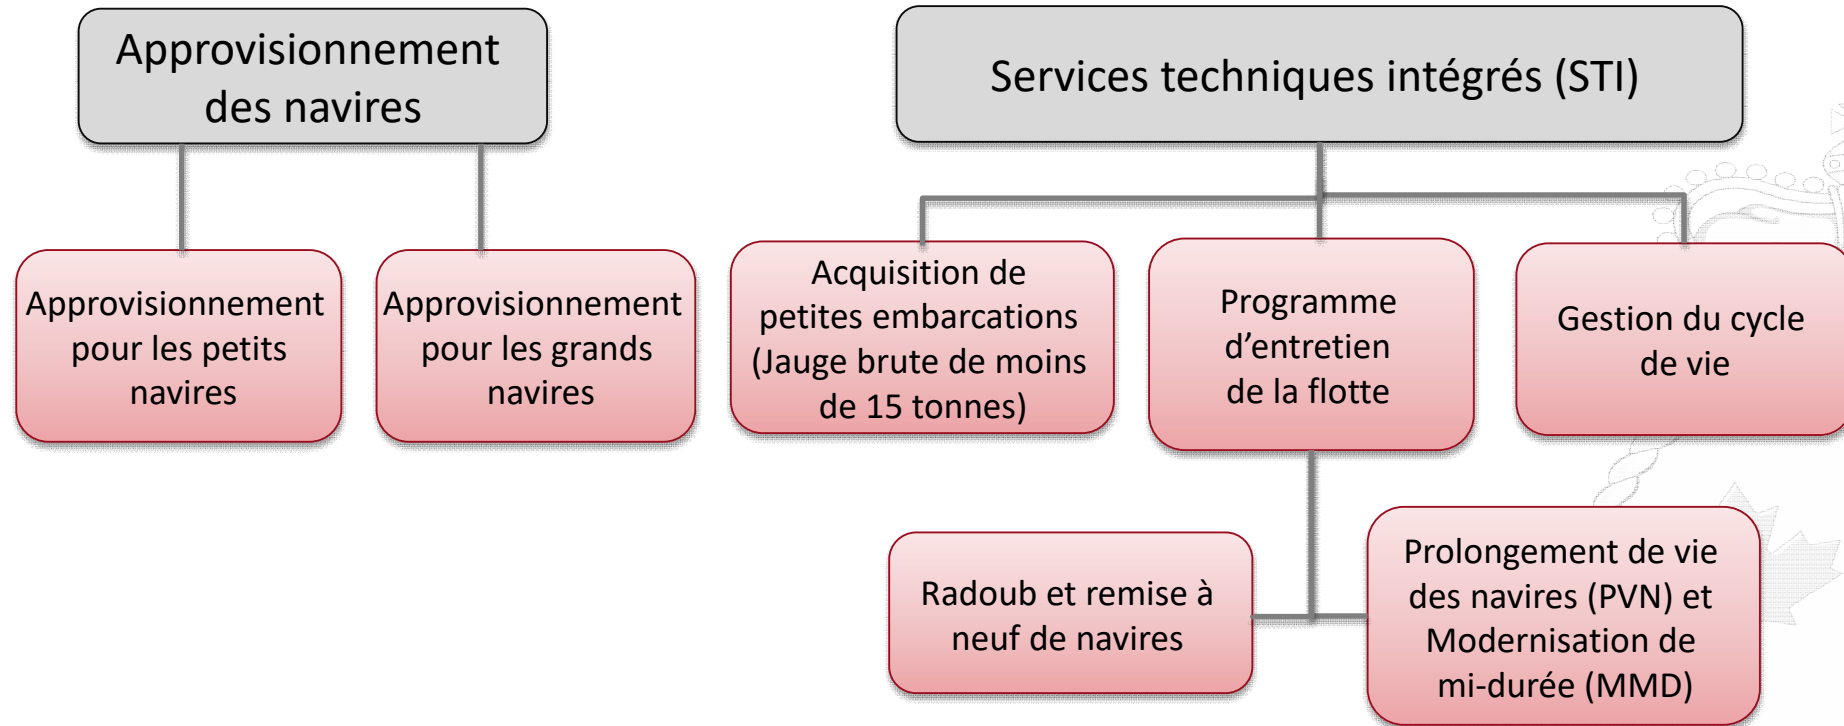 Approvisionnement
des navires
Services techniques intégrés (STI)
Approvisionnement
pour les petits
navires
Approvisionnement
pour les grands
navires
Acquisition de
petites embarcations
(Jauge brute de moins
de 15 tonnes)
Programme
d’entretien
de la flotte
Gestion du cycle
de vie
Radoub et remise à
neuf de navires
Prolongement de vie
des navires (PVN) et
Modernisation de
mi-durée (MMD)